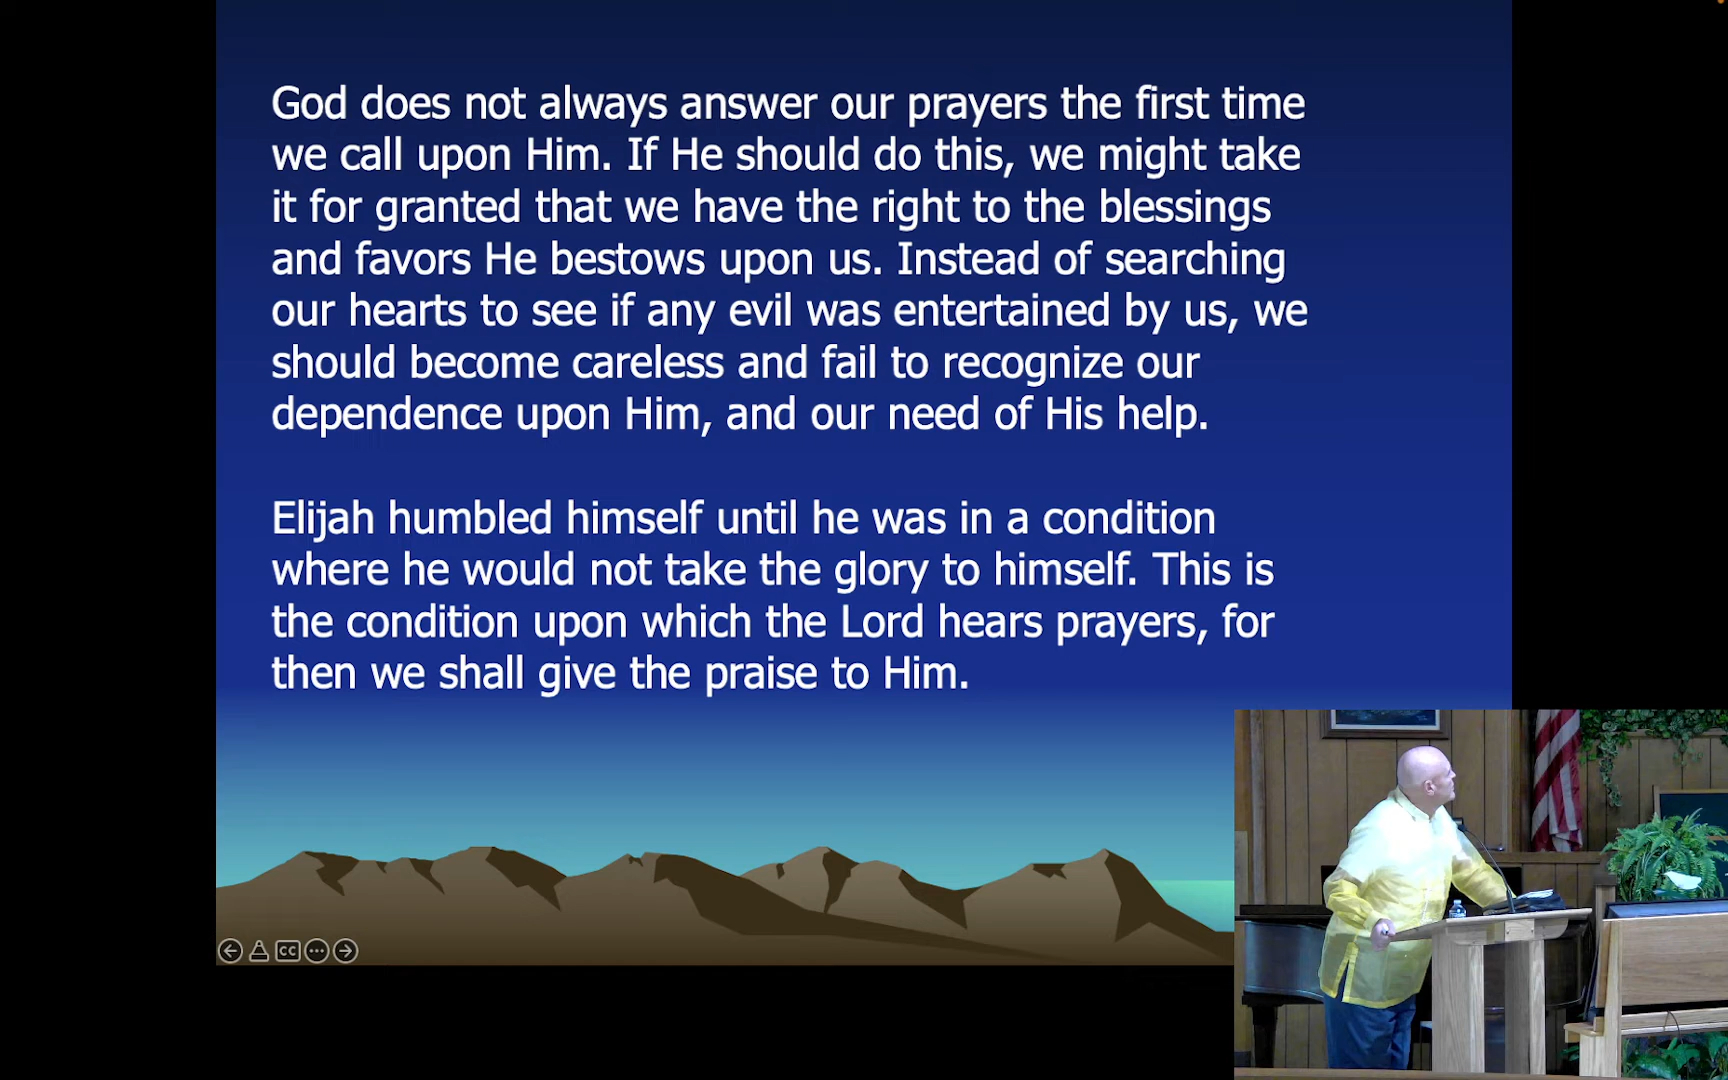 God does not always answer our prayers the first time
we call upon Him. If He should do this, we might take
it for granted that we have the right to the blessings
and favors He bestows upon us. Instead of searching
our hearts to see if any evil was entertained by us, we
should become careless and fail to recognize our
dependence upon Him, and our need of His help.
Elijah humbled himself until he was in a condition
where he would not take the glory to himself. This is
the condition upon which the Lord hears prayers, for
then we shall give the praise to Him.
CC